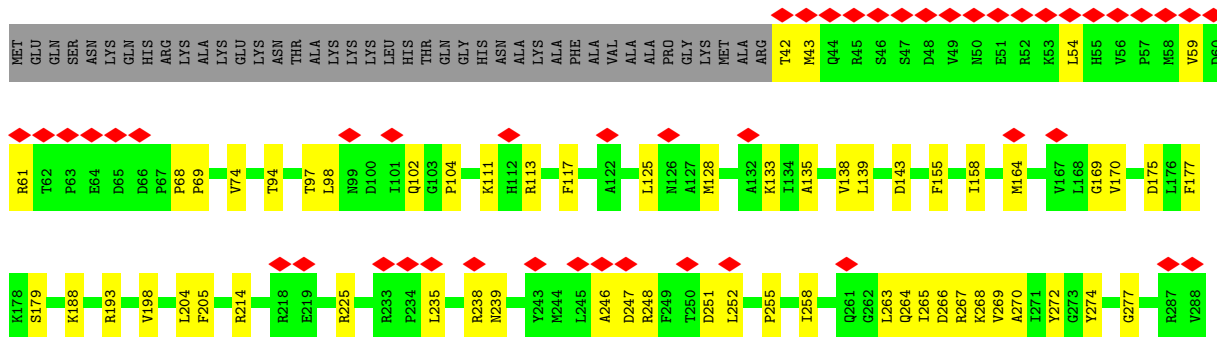 MET GLU GLN SER ASN LYS GLN HIS ARG LYS ALA LYS GLU LYS ASN THR ALA LYS LYS LYS LEU HIS THR GLN GLY HIS ASN ALA LYS ALA PHE ALA VAL ALA ALA PRO GLY LYS MET ALA ARG T42 M43 Q44 R45 S46 S47 D48 V49 N50 E51 R52 K53 L54 H55 V56 P57 M58 V59 D60
R61 T62 P63 E64 D65 D66 P67 P68 P69 V74 T94 T97 L98 N99 D100 I101 Q102 G103 P104 K111 H112 R113 F117 A122 L125 N126 A127 M128 A132 K133 I134 A135 V138 L139 D143 F155 I158 M164 V167 L168 G169 V170 D175 L176 F177
K178 S179 K188 R193 V198 L204 F205 R214 R218 E219 R225 R233 P234 L235 R238 N239 Y243 M244 L245 A246 D247 R248 F249 T250 D251 L252 P255 I258 Q261 G262 L263 Q264 I265 D266 R267 K268 V269 A270 I271 Y272 G273 Y274 G277 R287 V288